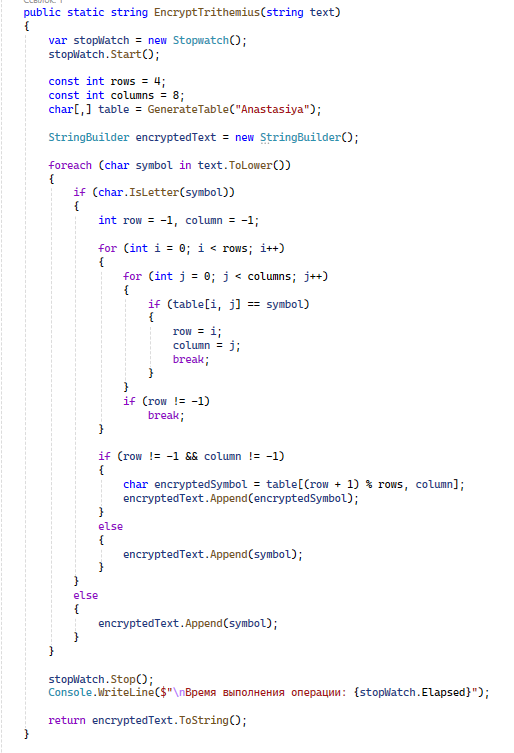 public static string EncryptTrithemius(string text)
{
    var stopWatch = new Stopwatch();
    stopWatch.Start();

    const int rows = 4;
    const int columns = 8;
    char[,] table = GenerateTable("Anastasiya");

    StringBuilder encryptedText = new StringBuilder();

    foreach (char symbol in text.ToLower())
    {
        if (char.IsLetter(symbol))
        {
            int row = -1, column = -1;

            for (int i = 0; i < rows; i++)
            {
                for (int j = 0; j < columns; j++)
                {
                    if (table[i, j] == symbol)
                    {
                        row = i;
                        column = j;
                        break;
                    }
                }
                if (row != -1)
                    break;
            }

            if (row != -1 && column != -1)
            {
                char encryptedSymbol = table[(row + 1) % rows, column];
                encryptedText.Append(encryptedSymbol);
            }
            else
            {
                encryptedText.Append(symbol);
            }
        }
        else
        {
            encryptedText.Append(symbol);
        }
    }

    stopWatch.Stop();
    Console.WriteLine($"\nВремя выполнения операции: {stopWatch.Elapsed}");

    return encryptedText.ToString();
}